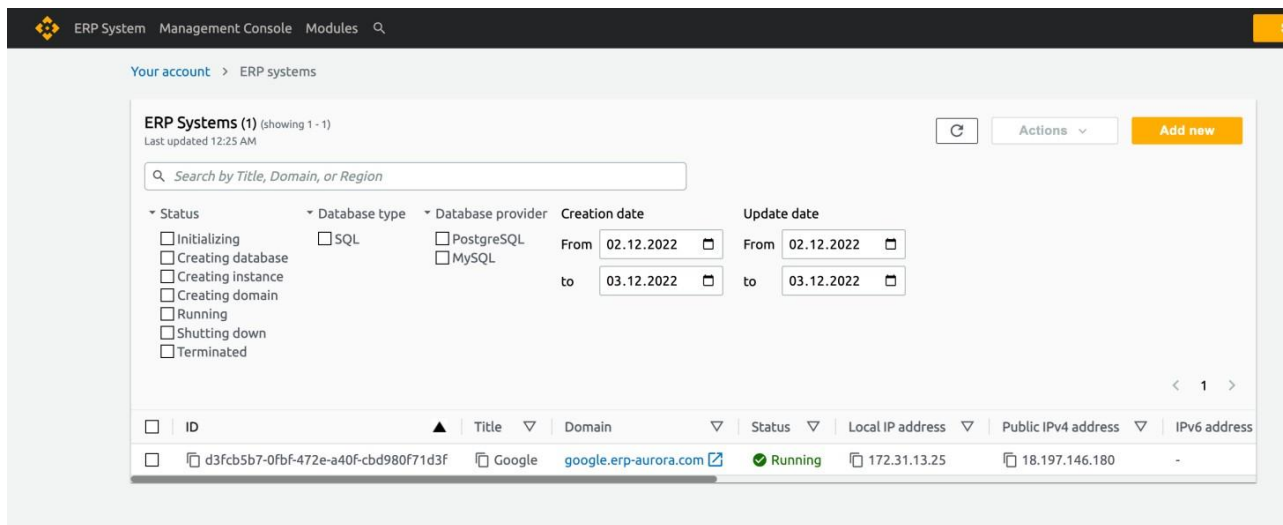 ERP System Management Console Modules
Your account > ERP systems
ERP Systems (1) (showing 1 - 1)
Last updated 12:25 AM
Actions
Add new
Search by Title, Domain, or Region
Status Database type Database provider Creation date Update date
Initializing SQL PostgreSQL From 02.12.2022 From 02.12.2022
Creating database MySQL
Creating instance to 03.12.2022 to 03.12.2022
Creating domain
Running
Shutting down
Terminated
< 1 >
ID Title Domain Status Local IP address Public IPv4 address IPv6 address
d3fcb5b7-0fbf-472e-a40f-cbd980f71d3f Google google.erp-aurora.com Running 172.31.13.25 18.197.146.180 -